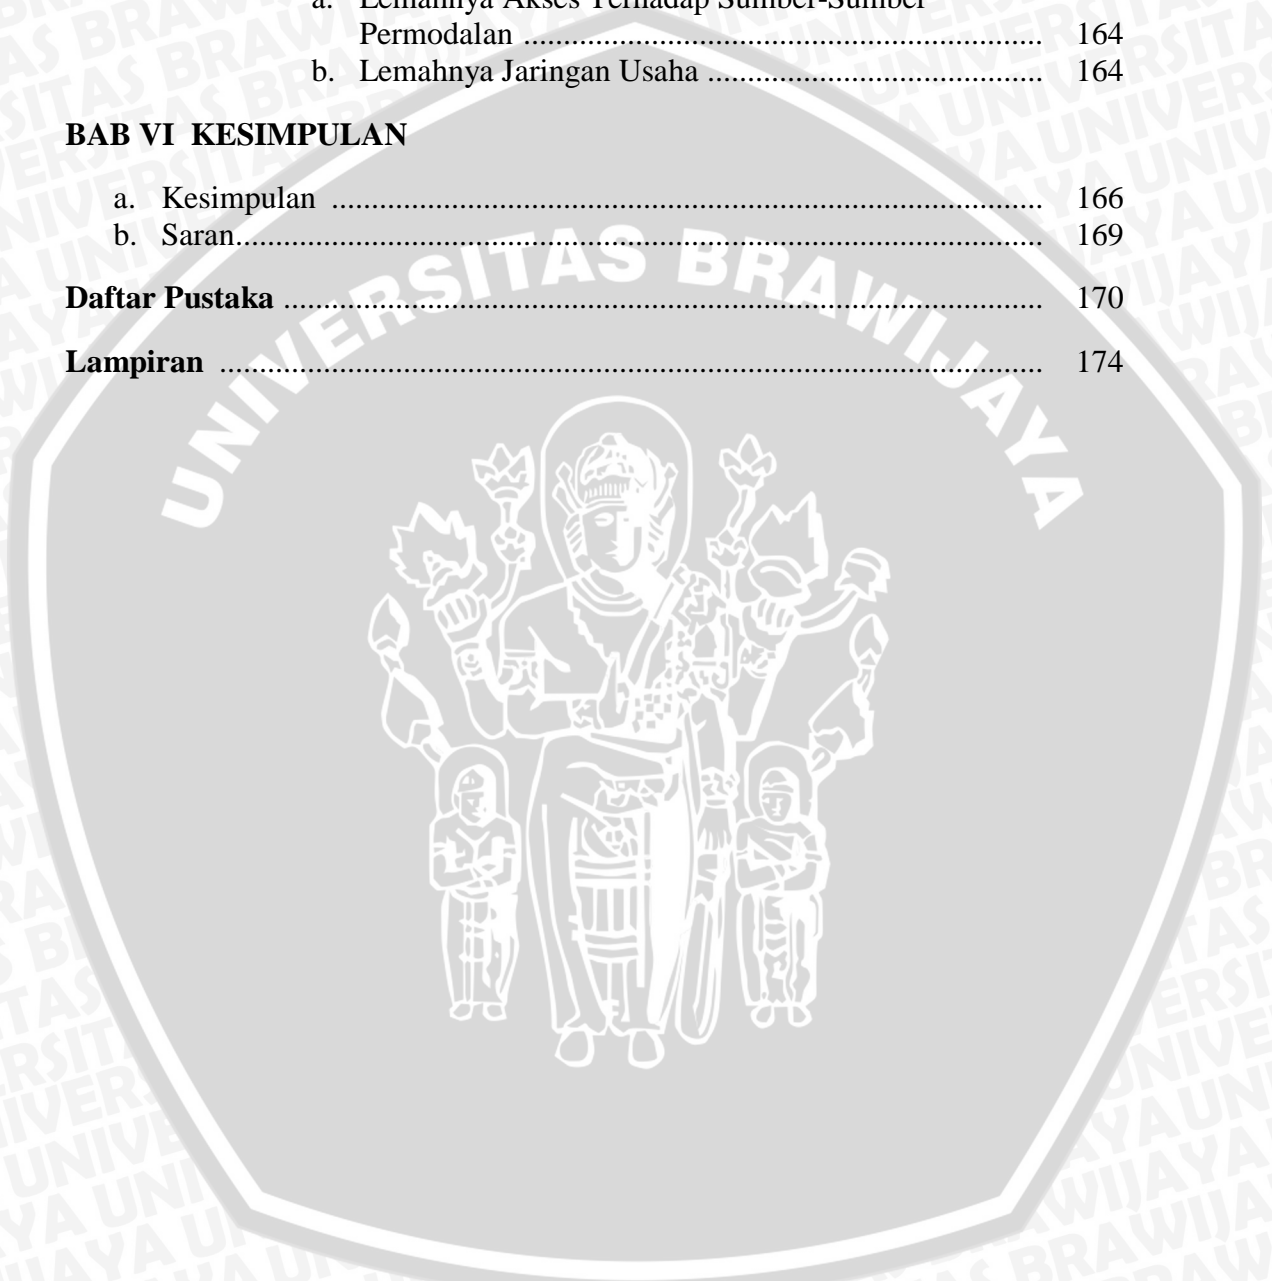 a. Lemahnya Akses Terhadap Sumber-Sumber
Permodalan ................................................................. 164
b. Lemahnya Jaringan Usaha .......................................... 164
BAB VI KESIMPULAN
a. Kesimpulan ......................................................................................... 166
b. Saran..................................................................................................... 169
Daftar Pustaka ............................................................................................... 170
Lampiran ....................................................................................................... 174
UNIVERSITAS BRAWIJAYA